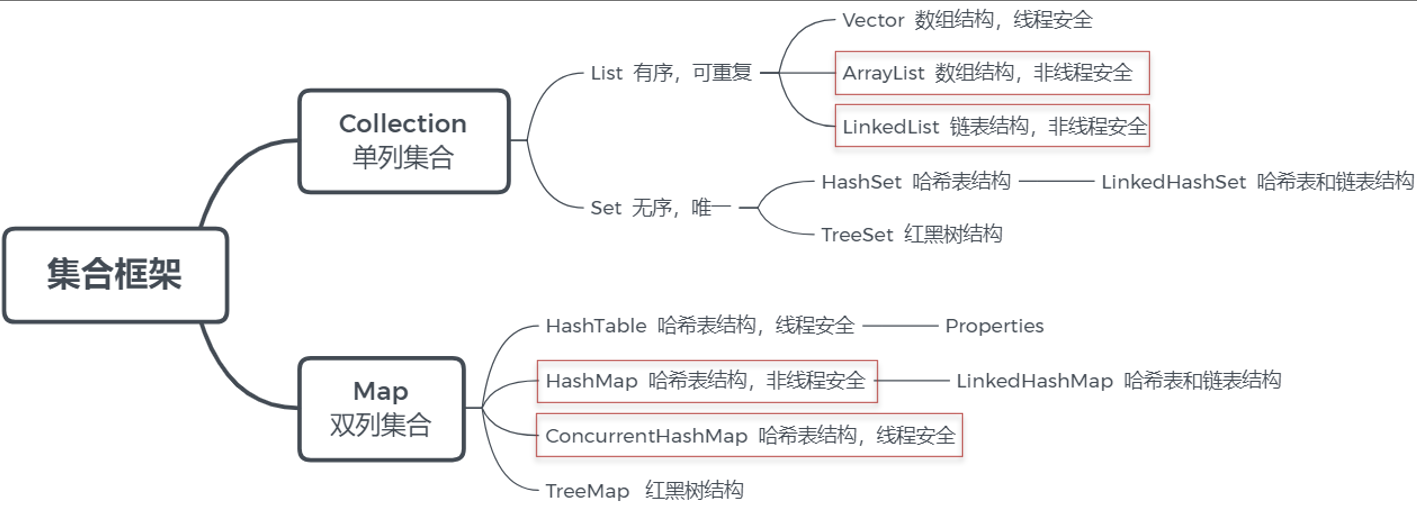 集合框架
Collection
单列集合
List 有序，可重复
Vector 数组结构，线程安全
ArrayList 数组结构，非线程安全
LinkedList 链表结构，非线程安全
Set 无序，唯一
HashSet 哈希表结构
LinkedHashSet 哈希表和链表结构
TreeSet 红黑树结构
Map
双列集合
HashTable 哈希表结构，线程安全
Properties
HashMap 哈希表结构，非线程安全
LinkedHashMap 哈希表和链表结构
ConcurrentHashMap 哈希表结构，线程安全
TreeMap 红黑树结构